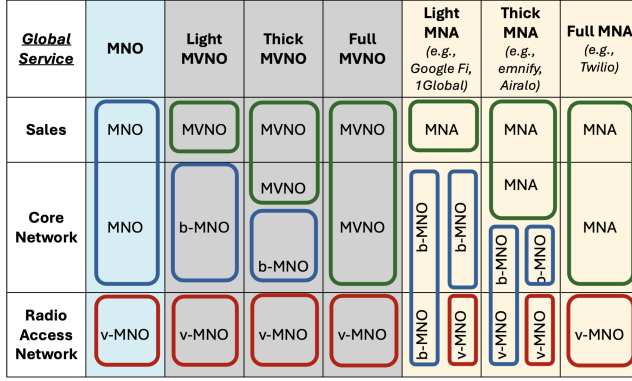 Global
Service
MNO
Light
MVNO
Thick
MVNO
Full
MVNO
Light
MNA
(e.g.,
Google Fi,
1Global)
Thick
MNA
(e.g.,
emnify,
Airalo)
Full MNA
(e.g.,
Twilio)
Sales
MNO
MVNO
MVNO
MVNO
MNA
MNA
MNA
Core
Network
MNO
b-MNO
MVNO
b-MNO
MVNO
b-MNO
b-MNO
MNA
b-MNO
b-MNO
MNA
Radio
Access
Network
v-MNO
v-MNO
v-MNO
v-MNO
b-MNO
v-MNO
v-MNO
v-MNO
v-MNO